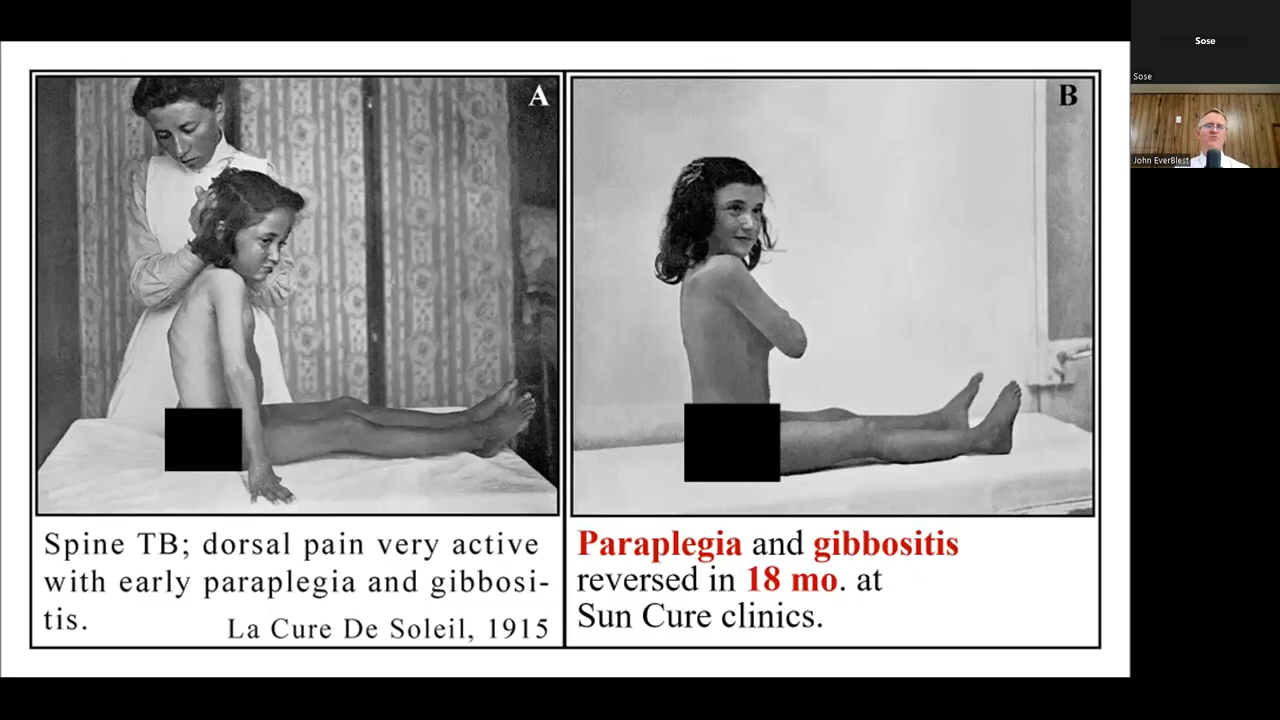 A
B
Spine TB; dorsal pain very active
with early paraplegia and gibbosi-
tis.
La Cure De Soleil, 1915
Paraplegia and gibbositis
reversed in 18 mo. at
Sun Cure clinics.
Sose
Sose
John EverBlest